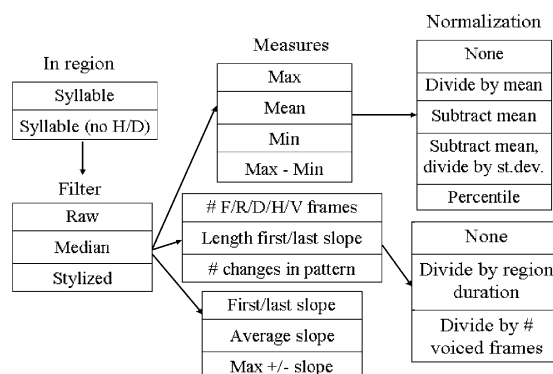 In region
Syllable
Syllable (no H/D)
Filter
Raw
Median
Stylized
Measures
Max
Mean
Min
Max - Min
# F/R/D/H/V frames
Length first/last slope
# changes in pattern
First/last slope
Average slope
Max +/- slope
Normalization
None
Divide by mean
Subtract mean
Subtract mean,
divide by st.dev.
Percentile
None
Divide by region
duration
Divide by #
voiced frames